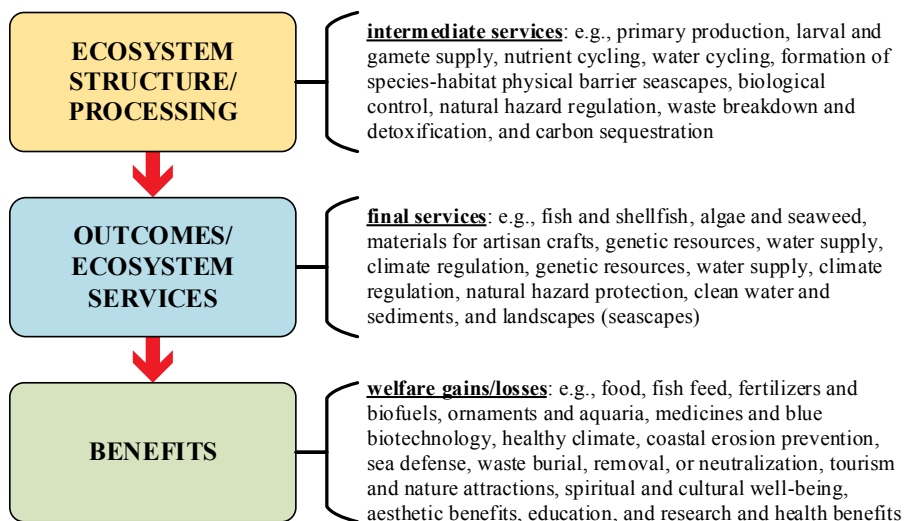 ECOSYSTEM
STRUCTURE/
PROCESSING
intermediate services: e.g., primary production, larval and
gamete supply, nutrient cycling, water cycling, formation of
species-habitat physical barrier seascapes, biological
control, natural hazard regulation, waste breakdown and
detoxification, and carbon sequestration
OUTCOMES/
ECOSYSTEM
SERVICES
final services: e.g., fish and shellfish, algae and seaweed,
materials for artisan crafts, genetic resources, water supply,
climate regulation, genetic resources, water supply, climate
regulation, natural hazard protection, clean water and
sediments, and landscapes (seascapes)
BENEFITS
welfare gains/losses: e.g., food, fish feed, fertilizers and
biofuels, ornaments and aquaria, medicines and blue
biotechnology, healthy climate, coastal erosion prevention,
sea defense, waste burial, removal, or neutralization, tourism
and nature attractions, spiritual and cultural well-being,
aesthetic benefits, education, and research and health benefits